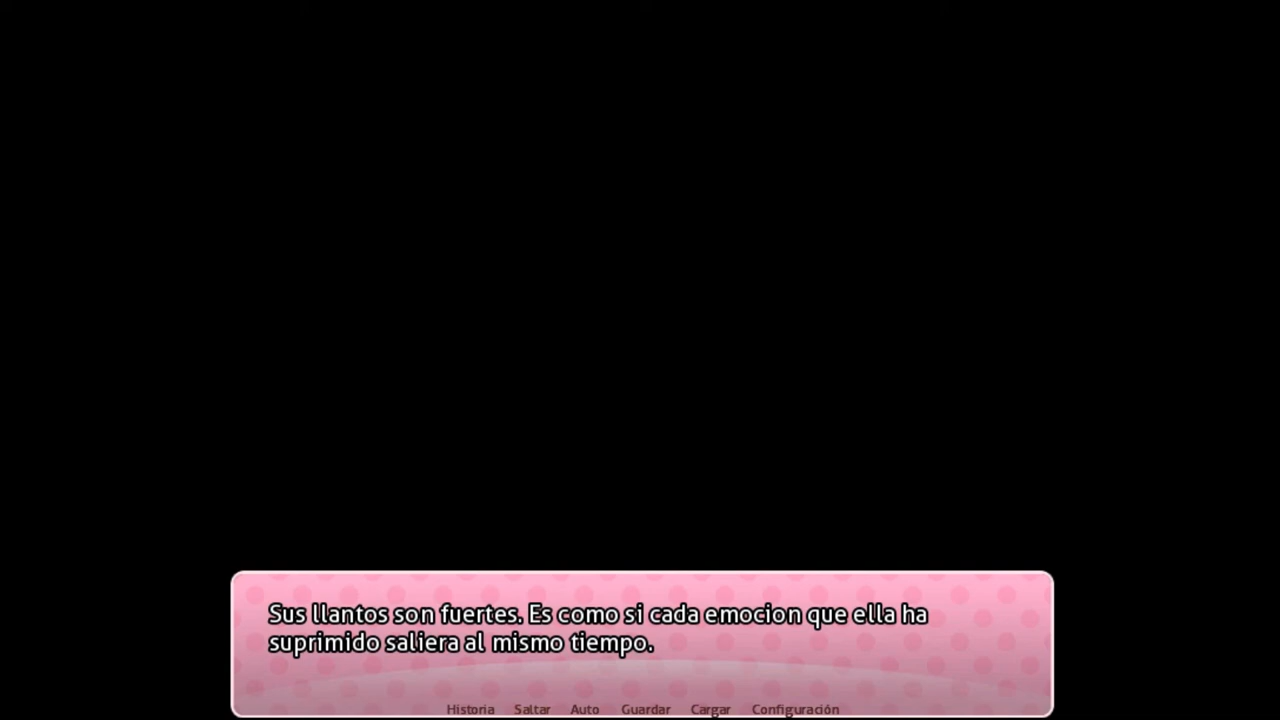 Sus llantos son fuertes. Es como si cada emocion que ella ha
suprimido saliera al mismo tiempo.
Historia Saltar Auto Guardar Cargar Configuración